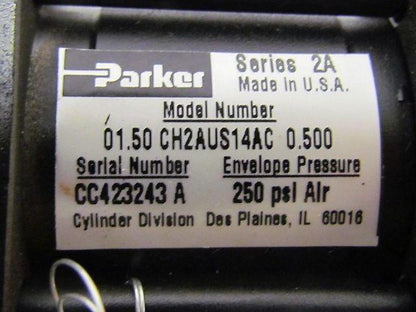 Parker Series 2A
Made in U.S.A.
Model Number
01.50 CH2AUS14AC 0.500
Serial Number Envelope Pressure
CC423243 A 250 psi Air
Cylinder Division Des Plaines, IL 60016